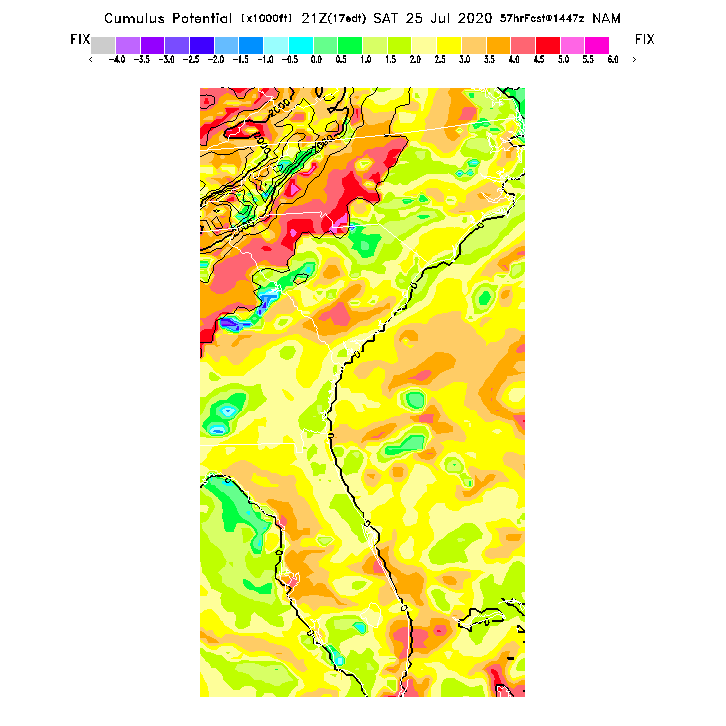 Cumulus Potential [x1000ft] 21Z(17edt) SAT 25 Jul 2020 57hrFcst@1447z NAM
FIX FIX
< -4.0 -3.5 -3.0 -2.5 -2.0 -1.5 -1.0 -0.5 0.0 0.5 1.0 1.5 2.0 2.5 3.0 3.5 4.0 4.5 5.0 5.5 6.0 >
2000